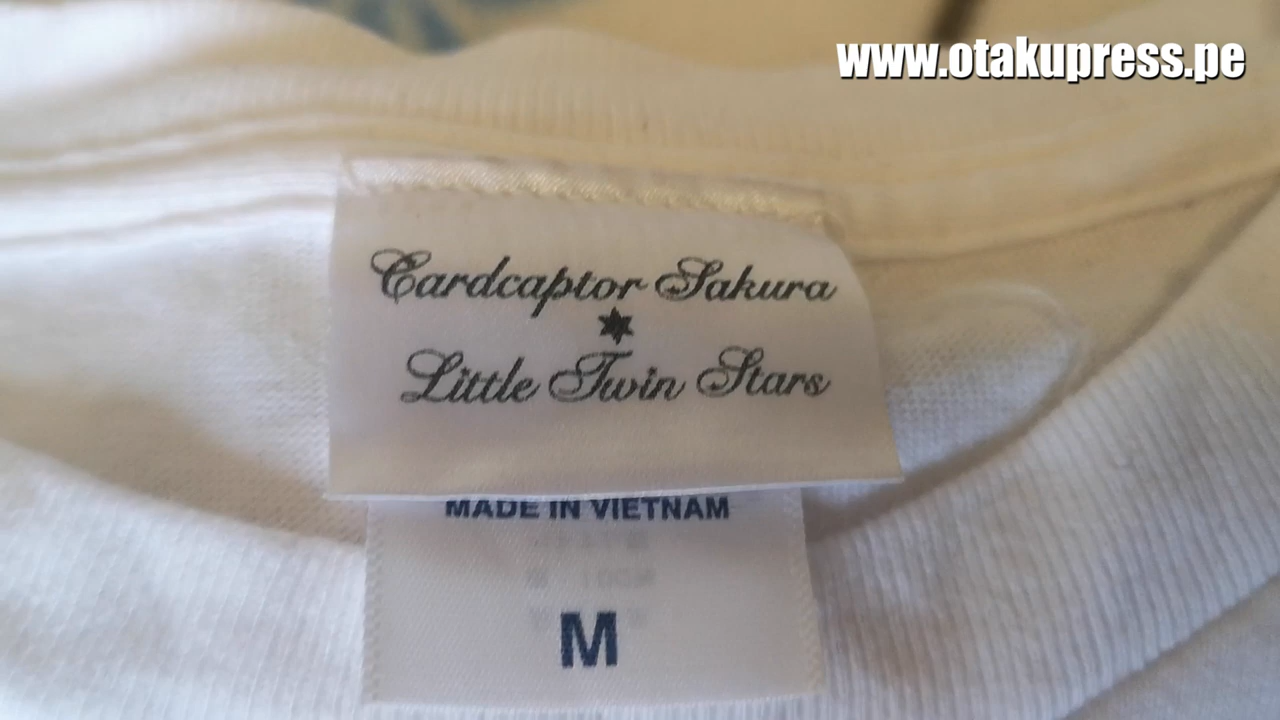 www.otakupress.pe
Cardcaptor Sakura
Little Twin Stars
MADE IN VIETNAM
M